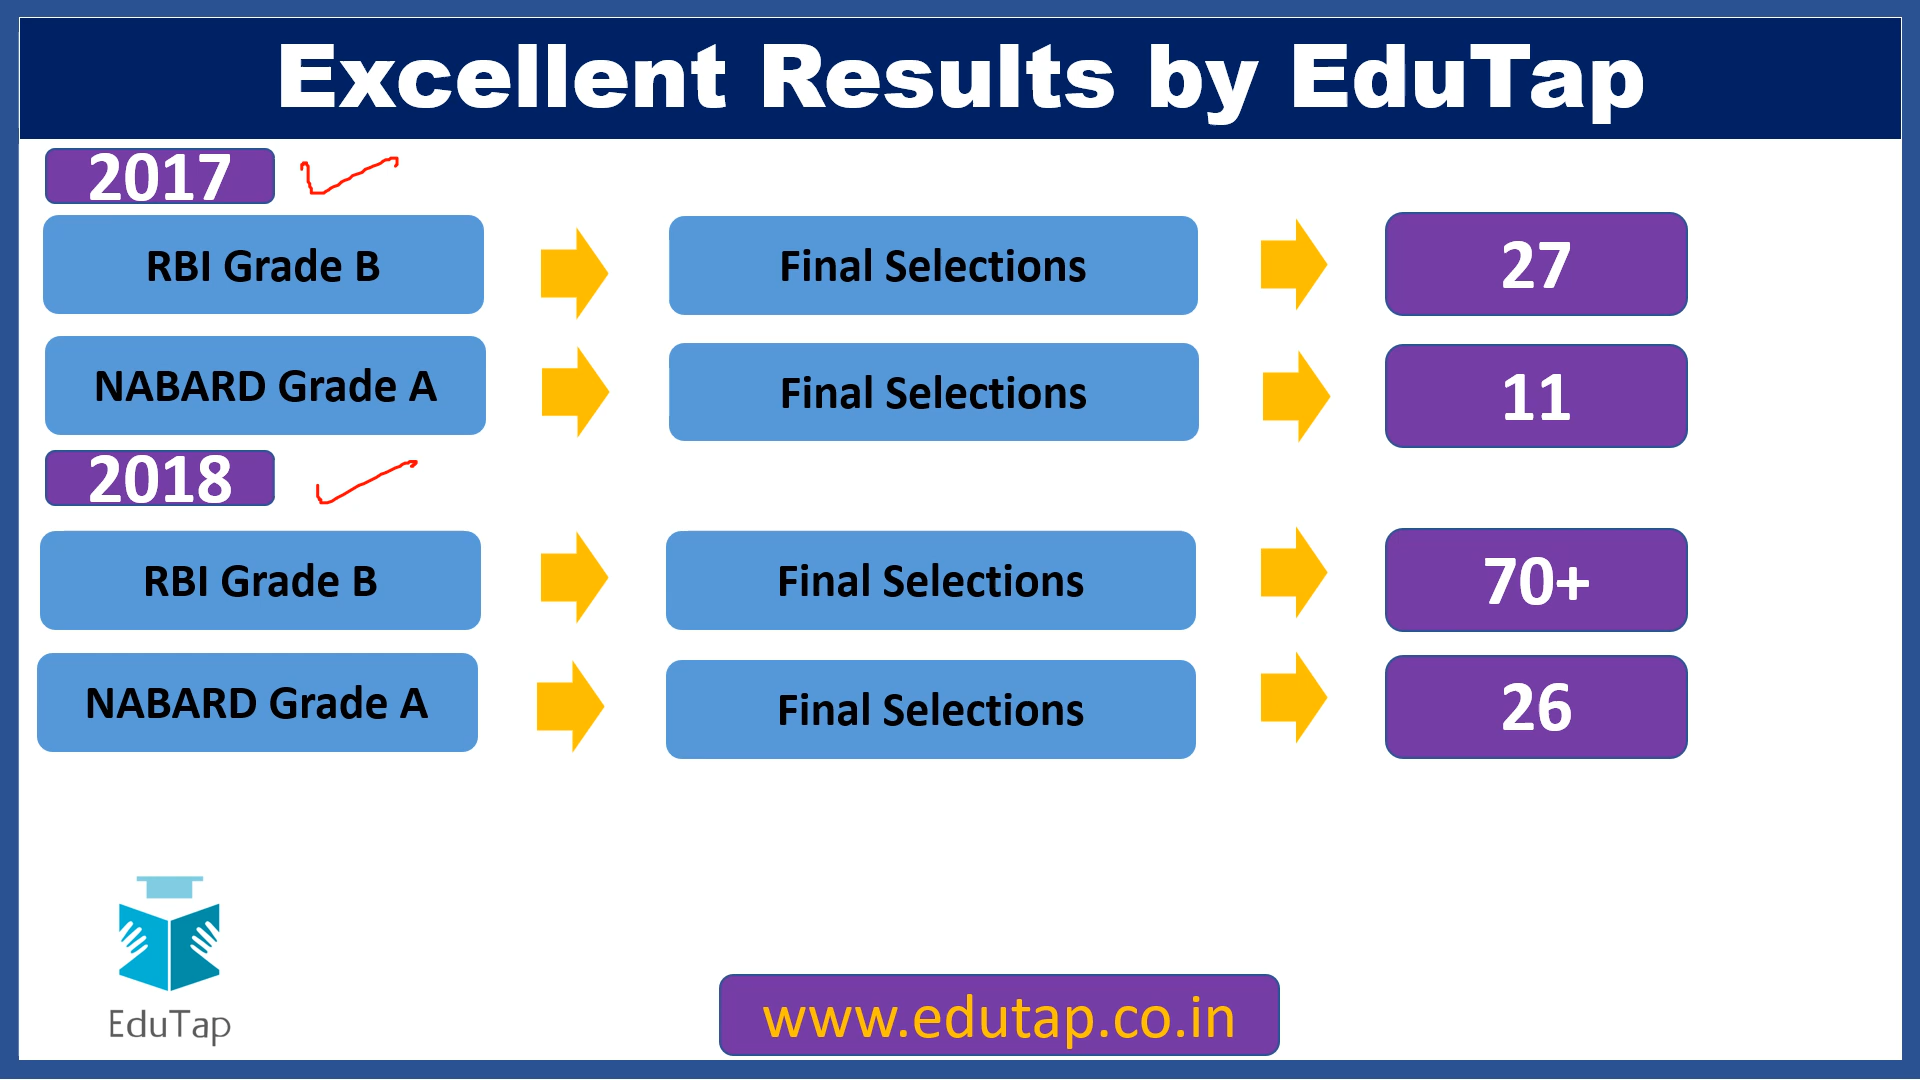 Excellent Results by EduTap
2017
RBI Grade B Final Selections 27
NABARD Grade A Final Selections 11
2018
RBI Grade B Final Selections 70+
NABARD Grade A Final Selections 26
EduTap
www.edutap.co.in